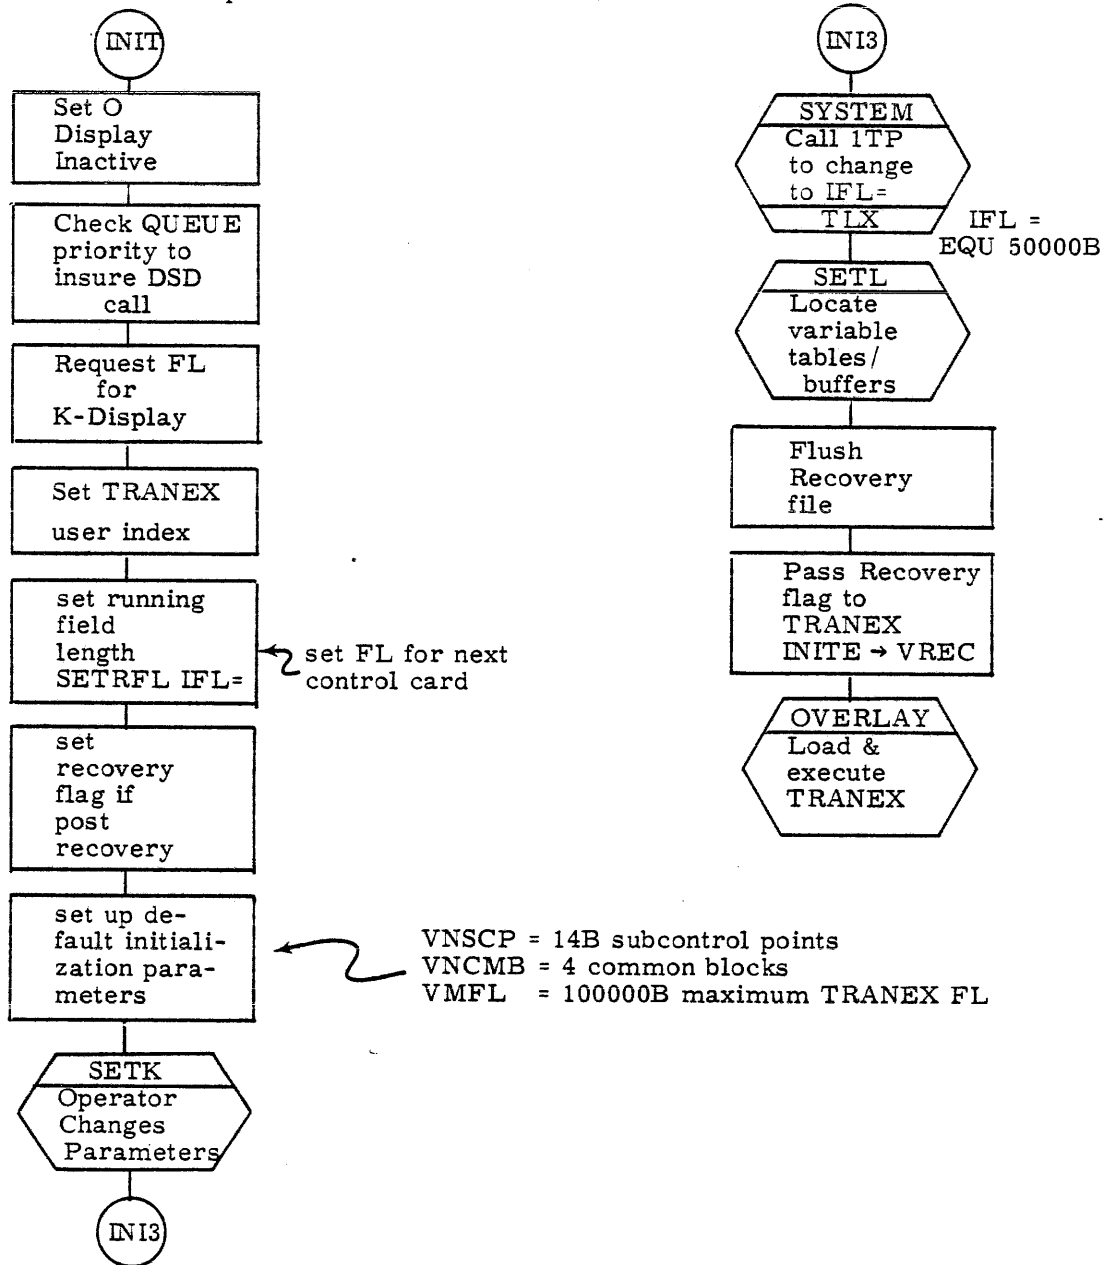 INIT
Set O
Display
Inactive
Check QUEUE
priority to
insure DSD
call
Request FL
for
K-Display
Set TRANEX
user index
set running
field
length
SETRFL IFL=
set FL for next
control card
set
recovery
flag if
post
recovery
set up de-
fault initiali-
zation para-
meters
VNSCP = 14B subcontrol points
VNCMB = 4 common blocks
VMFL = 100000B maximum TRANEX FL
SETK
Operator
Changes
Parameters
INI3
INI3
SYSTEM
Call 1TP
to change
to IFL=
TLX
IFL =
EQU 50000B
SETL
Locate
variable
tables/
buffers
Flush
Recovery
file
Pass Recovery
flag to
TRANEX
INITE → VREC
OVERLAY
Load &
execute
TRANEX